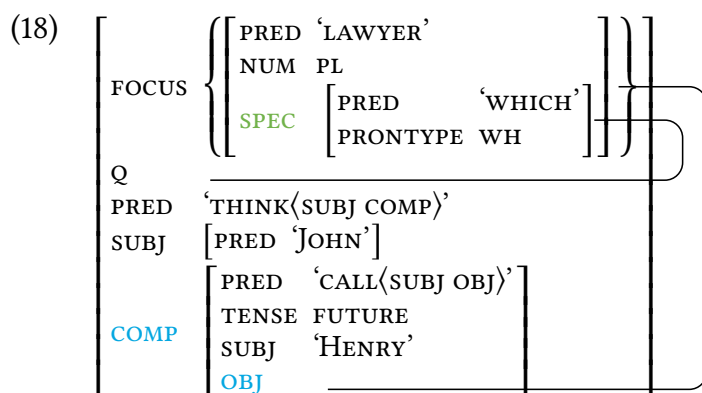 (18)
PRED ‘LAWYER’
NUM PL
FOCUS
SPEC
PRED ‘WHICH’
PRONTYPE WH
Q
PRED ‘THINK⟨SUBJ COMP⟩’
SUBJ [PRED ‘JOHN’]
PRED ‘CALL⟨SUBJ OBJ⟩’
TENSE FUTURE
COMP
SUBJ ‘HENRY’
OBJ